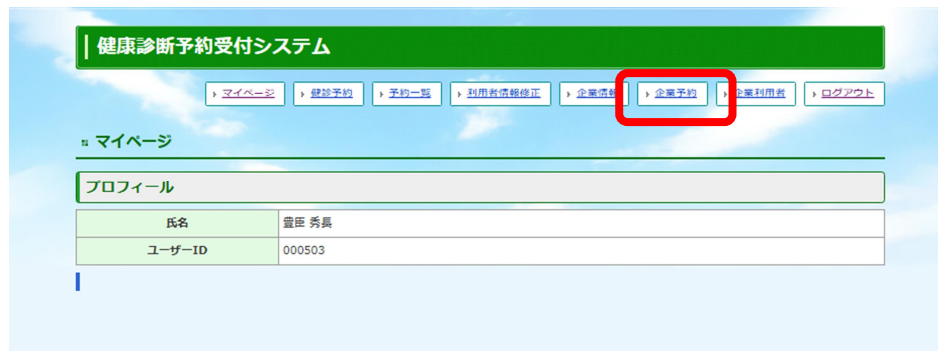 健康診断予約受付システム
マイページ 健診予約 予約一覧 利用者情報修正 企業情報 企業予約 企業利用者 ログアウト
マイページ
プロフィール
氏名 豊臣 秀長
ユーザーID 000503